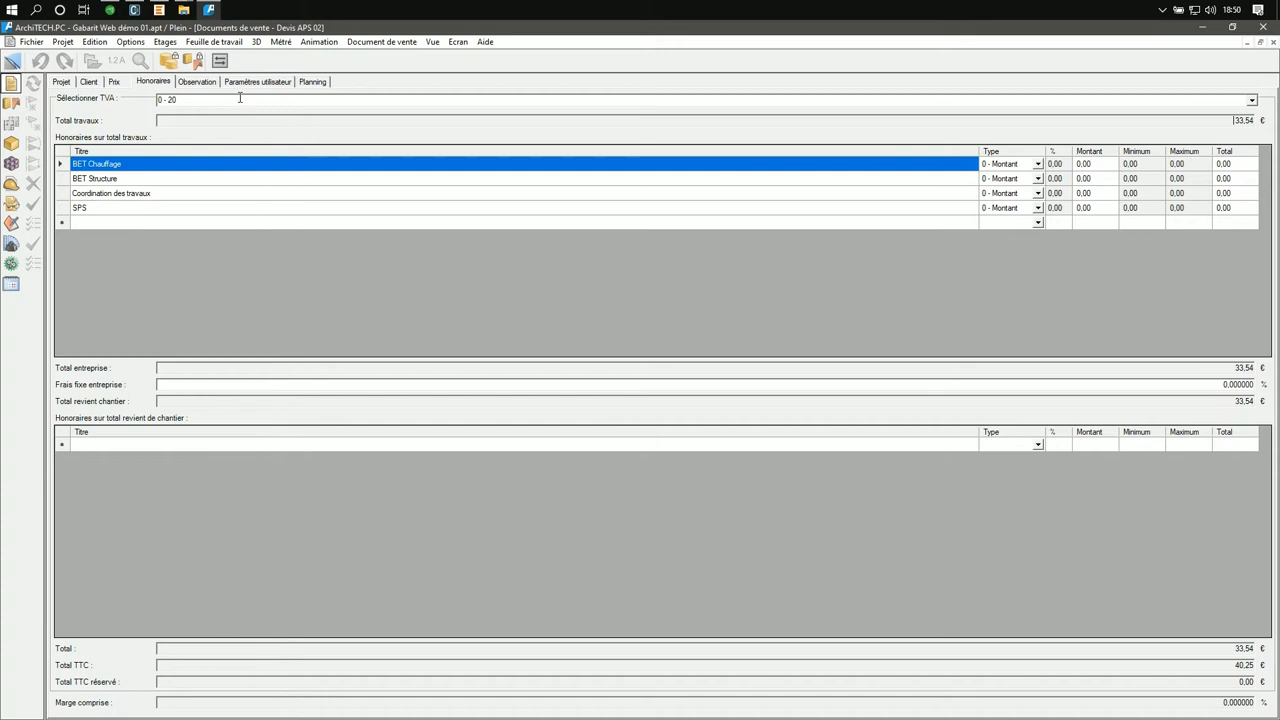 18:50
ArchiTECH.PC - Gabarit Web démo 01.apt / Plein - [Documents de vente - Devis APS 02]
Fichier Projet Edition Options Etages Feuille de travail 3D Métré Animation Document de vente Vue Ecran Aide
1.2 A
Projet Client Prix Honoraires Observation Paramètres utilisateur Planning
Sélectionner TVA : 0 - 20
Total travaux : 33,54 €
Honoraires sur total travaux :
Titre Type % Montant Minimum Maximum Total
BET Chauffage 0 - Montant 0,00 0,00 0,00 0,00 0,00
BET Structure 0 - Montant 0,00 0,00 0,00 0,00 0,00
Coordination des travaux 0 - Montant 0,00 0,00 0,00 0,00 0,00
SPS 0 - Montant 0,00 0,00 0,00 0,00 0,00
*
Total entreprise : 33,54 €
Frais fixe entreprise : 0,000000 %
Total revient chantier : 33,54 €
Honoraires sur total revient de chantier :
Titre Type % Montant Minimum Maximum Total
*
Total : 33,54 €
Total TTC : 40,25 €
Total TTC réservé : 0,00 €
Marge comprise : 0,000000 %